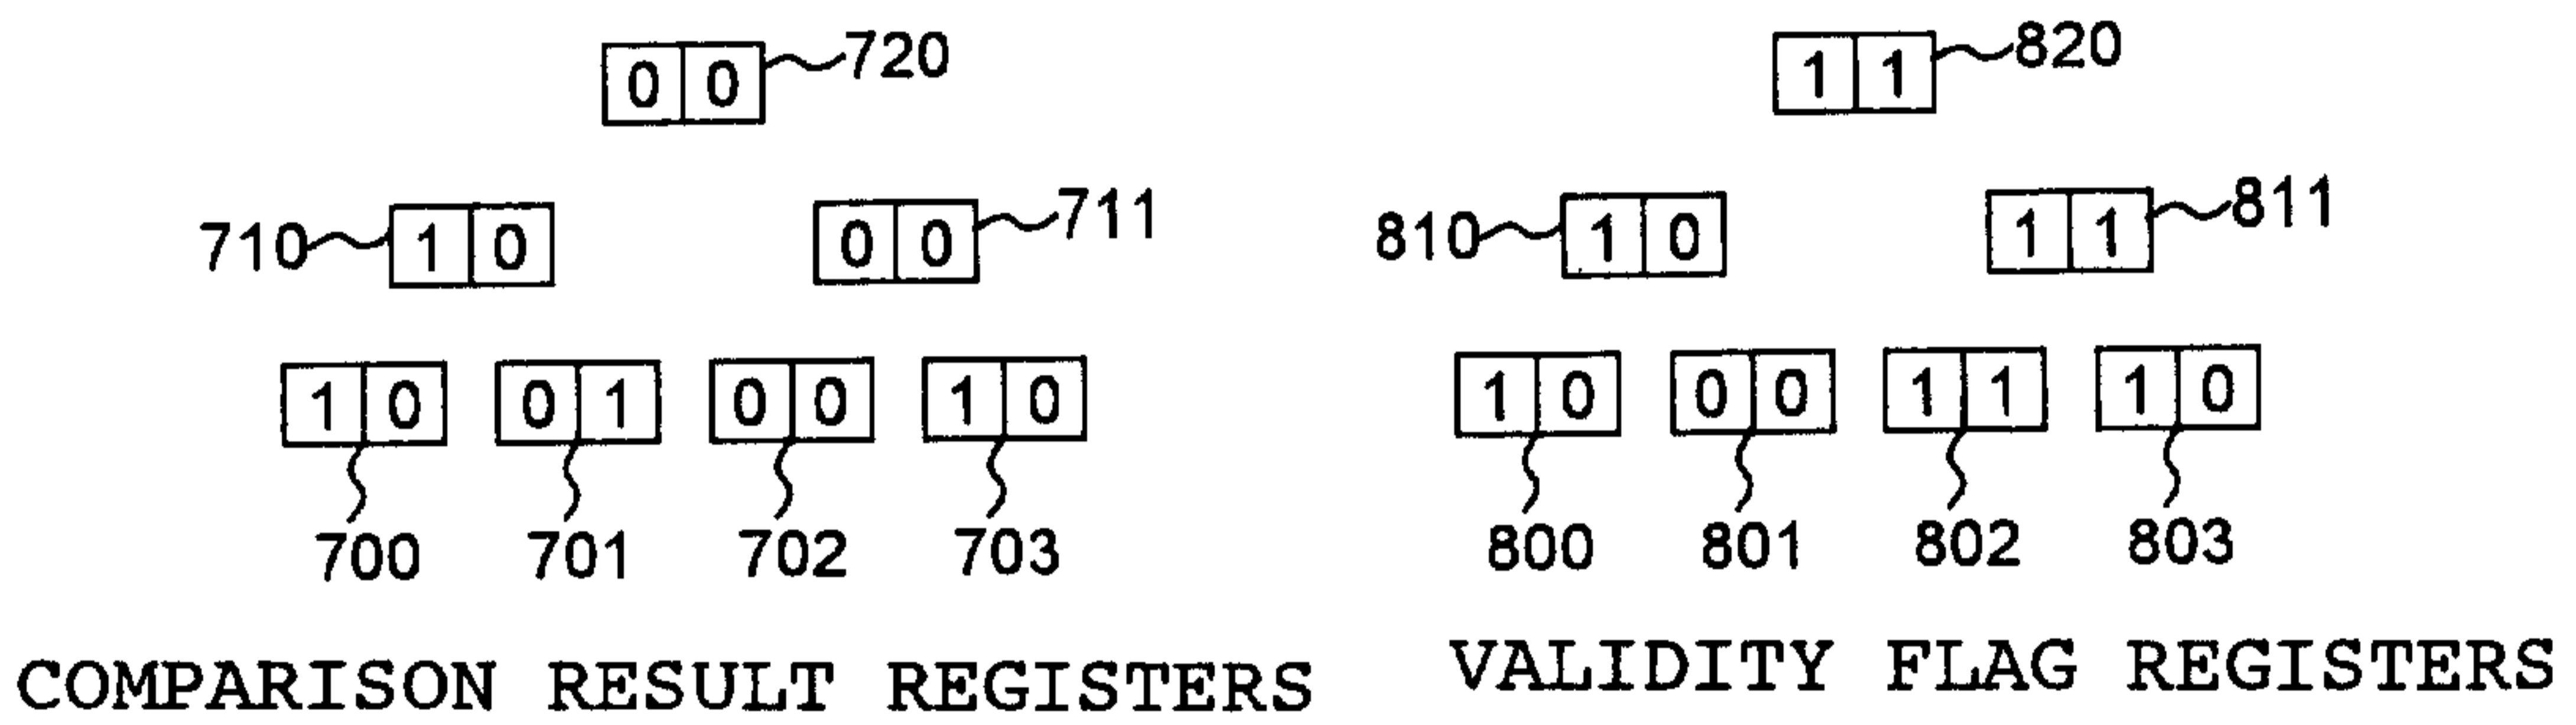 0 0 720 1 1 820
710 1 0 0 0 711 810 1 0 1 1 811
1 0 0 1 0 0 1 0 1 0 0 0 1 1 1 0
700 701 702 703 800 801 802 803
COMPARISON RESULT REGISTERS VALIDITY FLAG REGISTERS